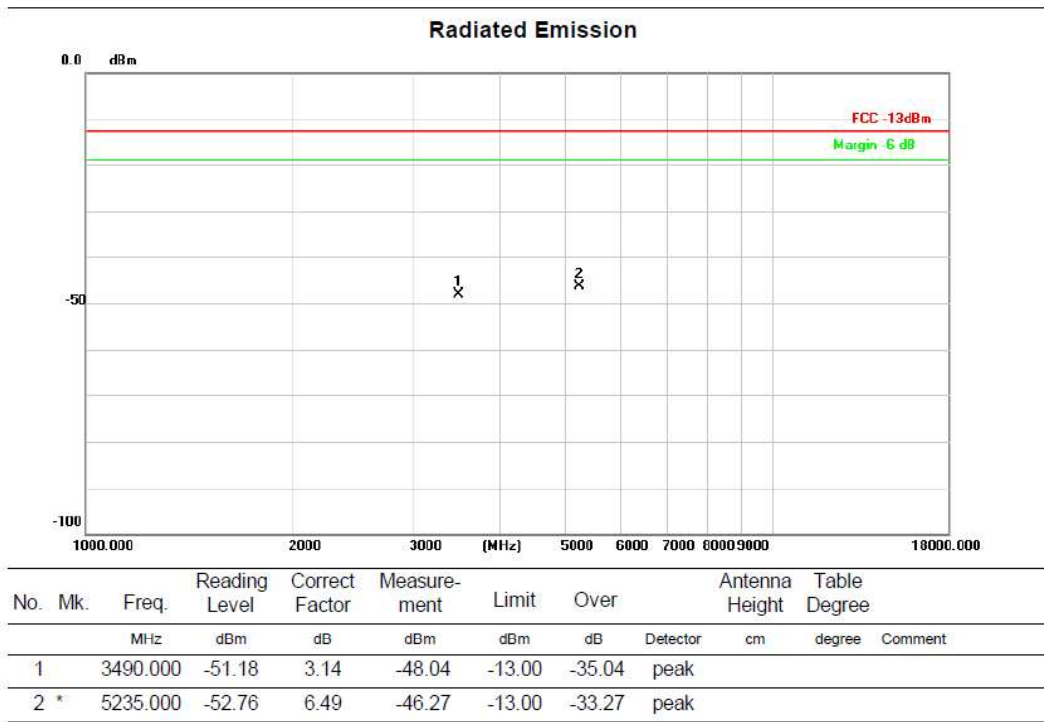 Radiated Emission
0.0 dBm
FCC -13dBm
Margin -6 dB
1
2
-50
-100
1000.000 2000 3000 (MHz) 5000 6000 7000 8000 9000 18000.000
No. Mk. Freq. Reading Level Correct Factor Measure-ment Limit Over Antenna Height Table Degree
MHz dBm dB dBm dBm dB Detector cm degree Comment
1 3490.000 -51.18 3.14 -48.04 -13.00 -35.04 peak
2 * 5235.000 -52.76 6.49 -46.27 -13.00 -33.27 peak